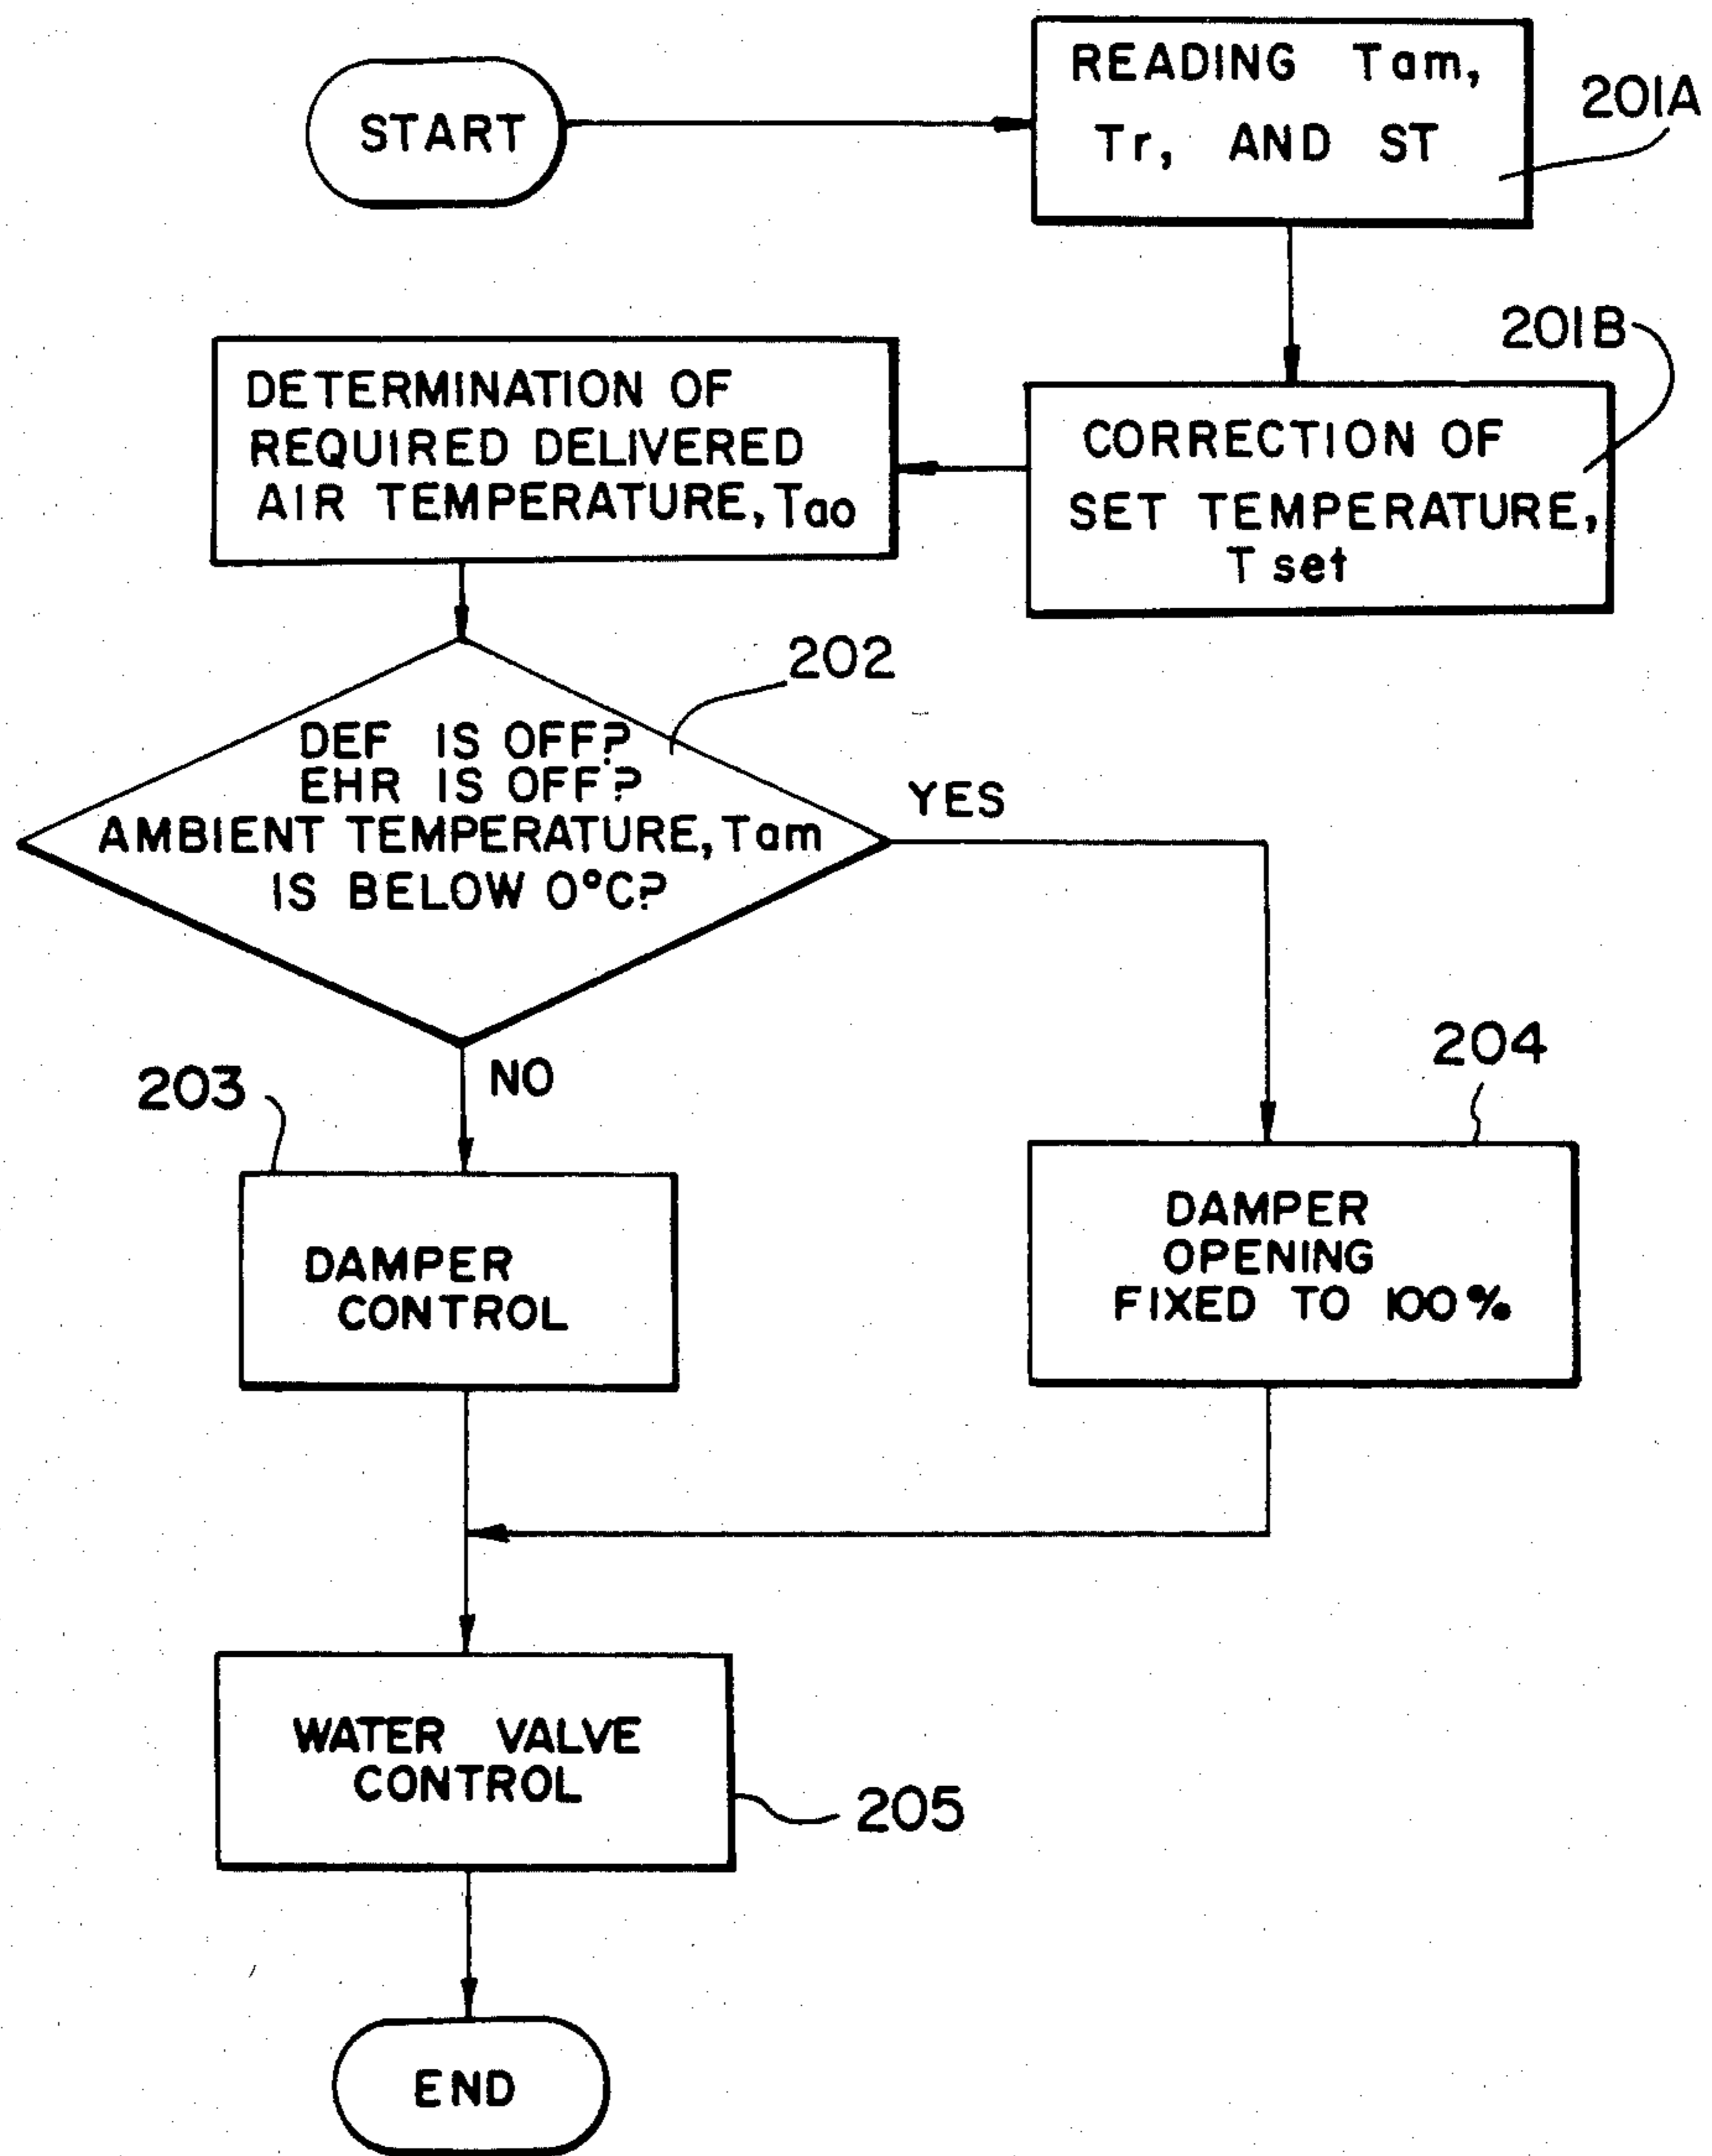 START
READING Tam,
Tr, AND ST
201A
201B
CORRECTION OF
SET TEMPERATURE,
T set
DETERMINATION OF
REQUIRED DELIVERED
AIR TEMPERATURE, Tao
202
DEF IS OFF?
EHR IS OFF?
AMBIENT TEMPERATURE, Tam
IS BELOW 0°C?
YES
NO
203
DAMPER
CONTROL
204
DAMPER
OPENING
FIXED TO 100%
WATER VALVE
CONTROL
205
END